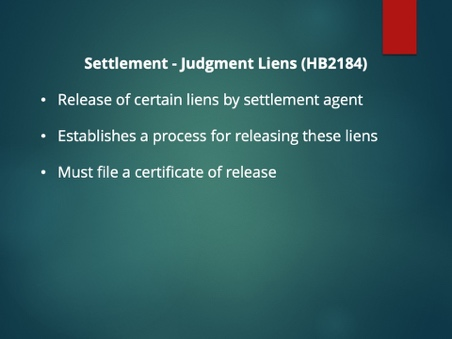 Settlement - Judgment Liens (HB2184)
• Release of certain liens by settlement agent
• Establishes a process for releasing these liens
• Must file a certificate of release